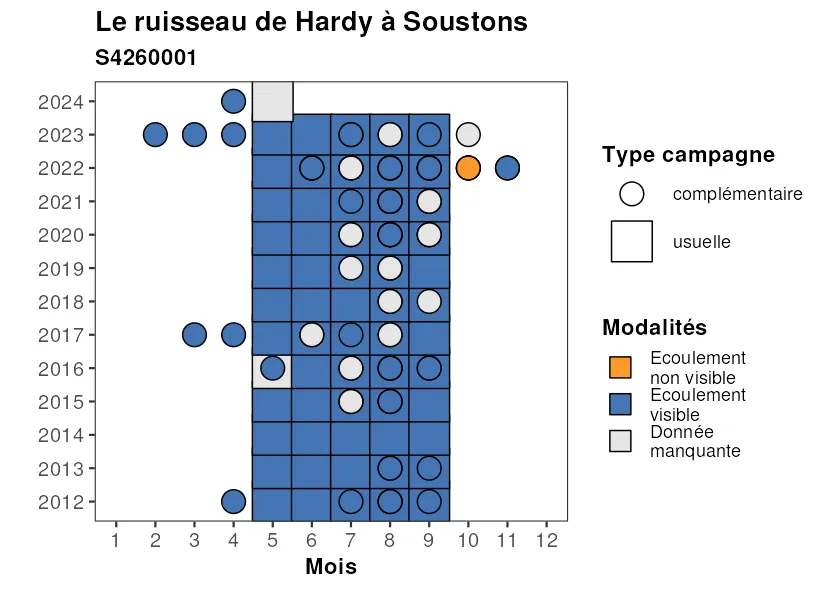 Le ruisseau de Hardy à Soustons
S4260001
2024
2023
2022
2021
2020
2019
2018
2017
2016
2015
2014
2013
2012
1 2 3 4 5 6 7 8 9 10 11 12
Mois
Type campagne
complémentaire
usuelle
Modalités
Ecoulement
non visible
Ecoulement
visible
Donnée
manquante